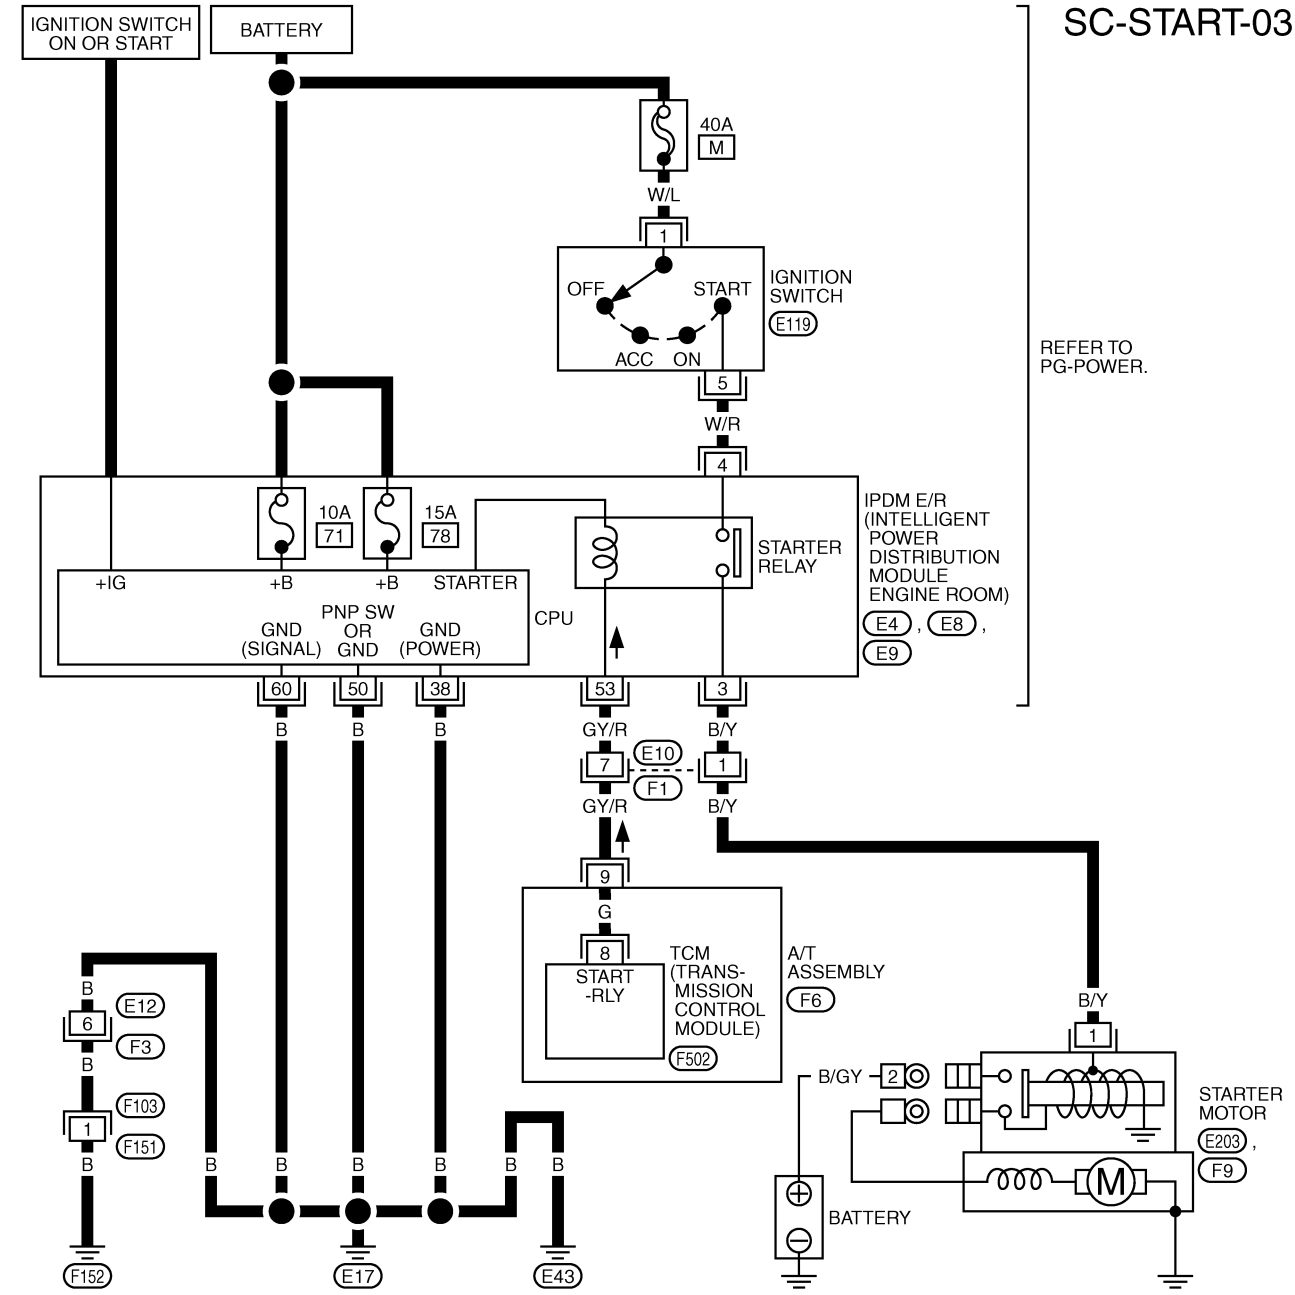 SC-START-03
IGNITION SWITCH
ON OR START
BATTERY
40A
M
W/L
1
OFF
START
ACC
ON
IGNITION
SWITCH
E119
5
REFER TO
PG-POWER.
W/R
4
10A
71
15A
78
STARTER
RELAY
IPDM E/R
(INTELLIGENT
POWER
DISTRIBUTION
MODULE
ENGINE ROOM)
E4 , E8 ,
E9
+IG
+B
+B
STARTER
CPU
GND
(SIGNAL)
PNP SW
OR
GND
GND
(POWER)
60
50
38
53
3
B
B
B
GY/R
B/Y
7
E10
F1
1
GY/R
B/Y
9
G
8
START
-RLY
TCM
(TRANS-
MISSION
CONTROL
MODULE)
F502
A/T
ASSEMBLY
F6
B
6
E12
F3
B
F103
1
F151
B
B
B
B
B
B
B
F152
E17
E43
B/Y
1
B/GY
2
STARTER
MOTOR
E203 ,
F9
M
+
−
BATTERY